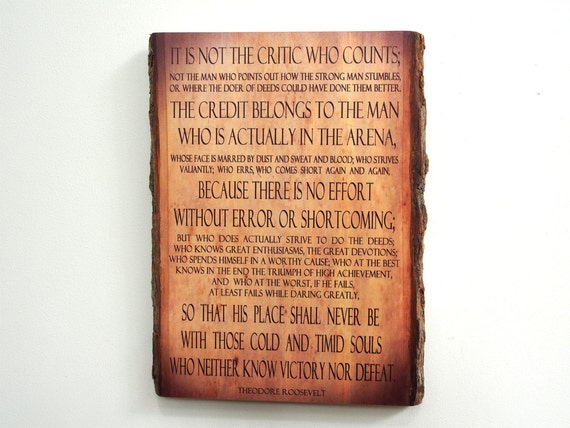 IT IS NOT THE CRITIC WHO COUNTS;
NOT THE MAN WHO POINTS OUT HOW THE STRONG MAN STUMBLES,
OR WHERE THE DOER OF DEEDS COULD HAVE DONE THEM BETTER.
THE CREDIT BELONGS TO THE MAN
WHO IS ACTUALLY IN THE ARENA,
WHOSE FACE IS MARRED BY DUST AND SWEAT AND BLOOD; WHO STRIVES
VALIANTLY; WHO ERRS, WHO COMES SHORT AGAIN AND AGAIN,
BECAUSE THERE IS NO EFFORT
WITHOUT ERROR OR SHORTCOMING;
BUT WHO DOES ACTUALLY STRIVE TO DO THE DEEDS;
WHO KNOWS GREAT ENTHUSIASMS, THE GREAT DEVOTIONS;
WHO SPENDS HIMSELF IN A WORTHY CAUSE; WHO AT THE BEST
KNOWS IN THE END THE TRIUMPH OF HIGH ACHIEVEMENT,
AND WHO AT THE WORST, IF HE FAILS,
AT LEAST FAILS WHILE DARING GREATLY,
SO THAT HIS PLACE SHALL NEVER BE
WITH THOSE COLD AND TIMID SOULS
WHO NEITHER KNOW VICTORY NOR DEFEAT.
THEODORE ROOSEVELT